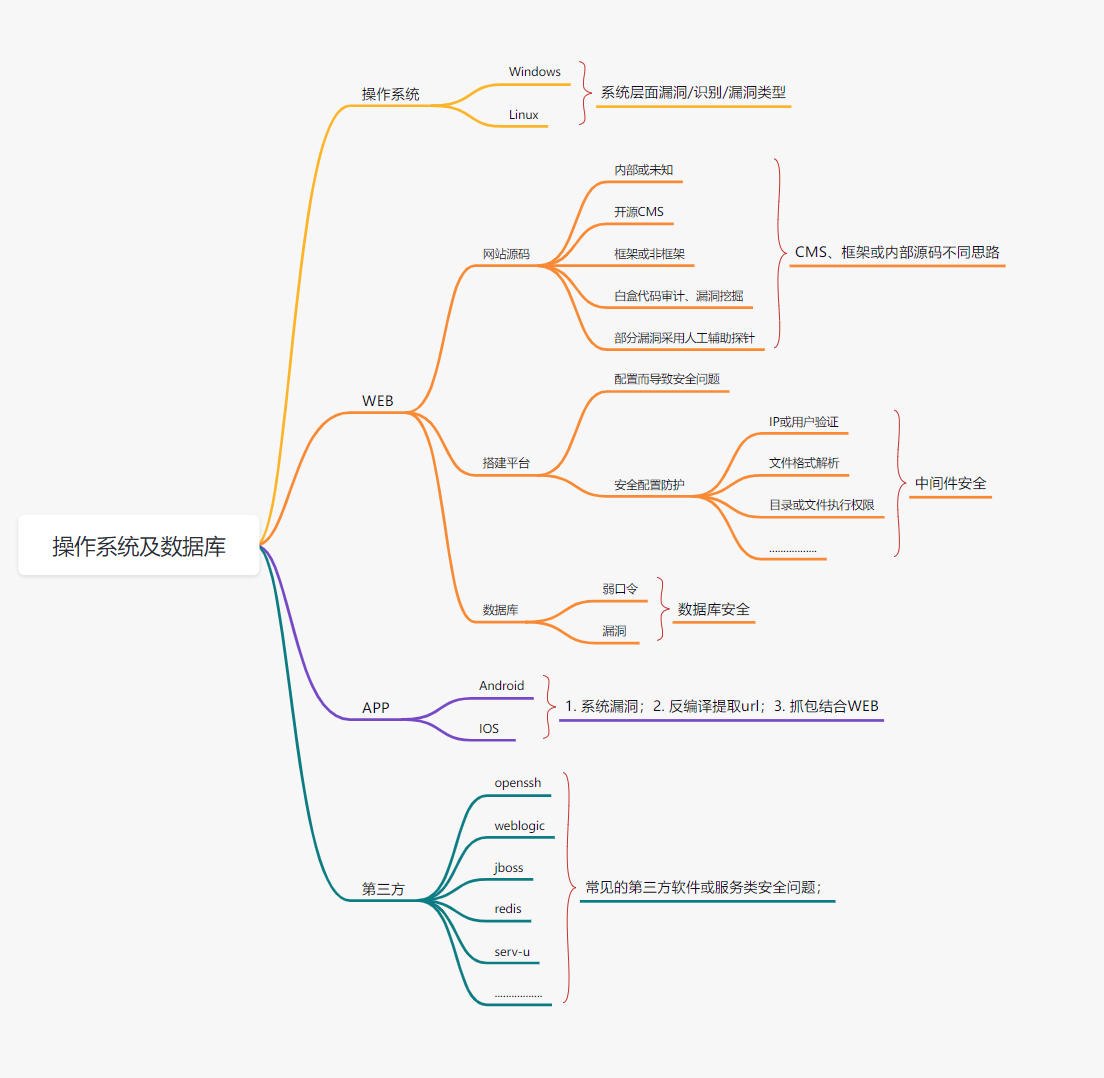 操作系统及数据库
操作系统
Windows
Linux
系统层面漏洞/识别/漏洞类型
WEB
网站源码
内部或未知
开源CMS
框架或非框架
白盒代码审计、漏洞挖掘
部分漏洞采用人工辅助探针
CMS、框架或内部源码不同思路
搭建平台
配置而导致安全问题
安全配置防护
IP或用户验证
文件格式解析
目录或文件执行权限
.................
中间件安全
数据库
弱口令
漏洞
数据库安全
APP
Android
IOS
1. 系统漏洞；2. 反编译提取url；3. 抓包结合WEB
第三方
openssh
weblogic
jboss
redis
serv-u
.................
常见的第三方软件或服务类安全问题；